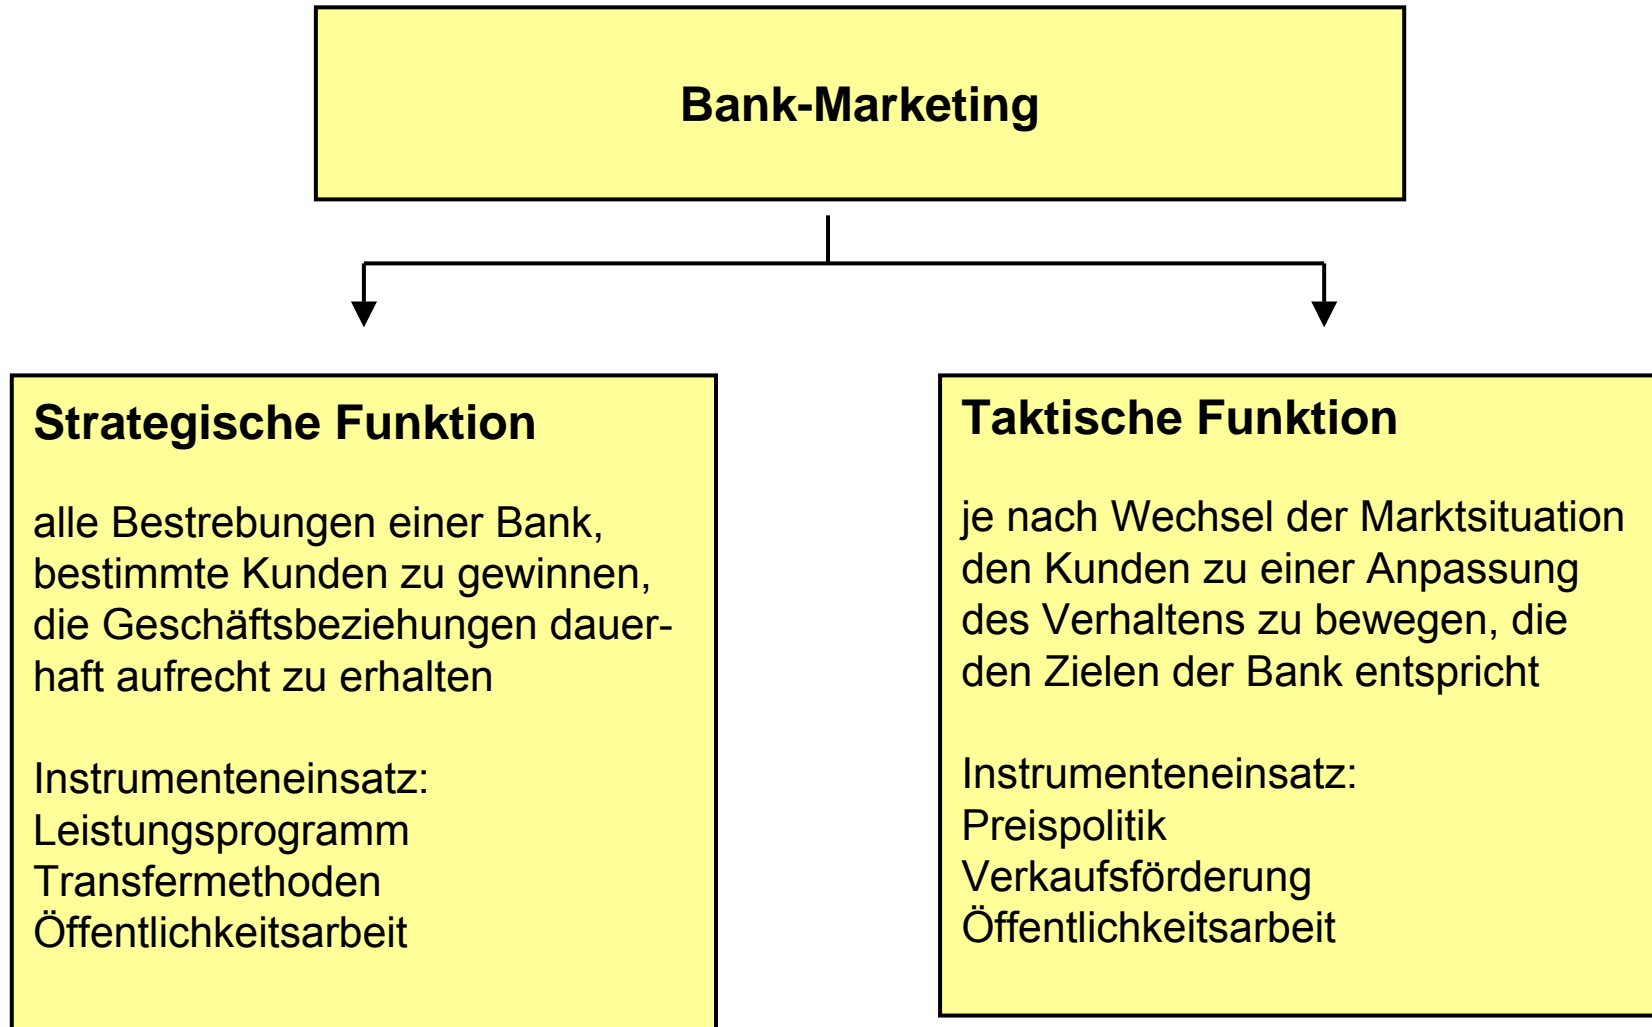 Bank-Marketing
Strategische Funktion
alle Bestrebungen einer Bank,
bestimmte Kunden zu gewinnen,
die Geschäftsbeziehungen dauer-
haft aufrecht zu erhalten
Instrumenteneinsatz:
Leistungsprogramm
Transfermethoden
Öffentlichkeitsarbeit
Taktische Funktion
je nach Wechsel der Marktsituation
den Kunden zu einer Anpassung
des Verhaltens zu bewegen, die
den Zielen der Bank entspricht
Instrumenteneinsatz:
Preispolitik
Verkaufsförderung
Öffentlichkeitsarbeit